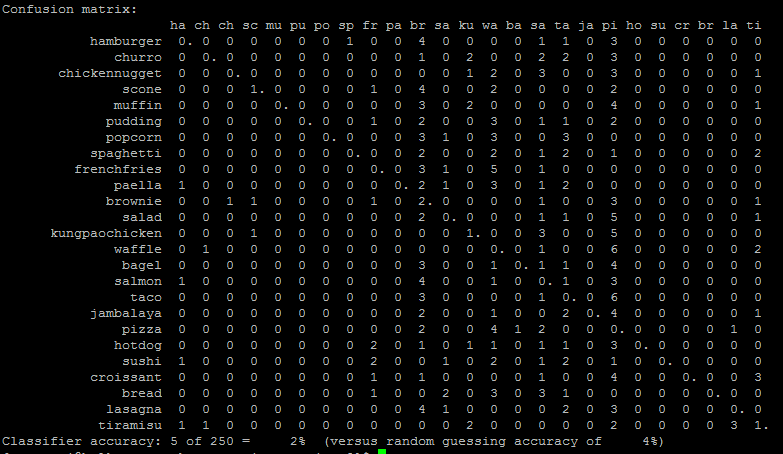 Confusion matrix:
ha ch ch sc mu pu po sp fr pa br sa ku wa ba sa ta ja pi ho su cr br la ti
hamburger 0. 0 0 0 0 0 0 1 0 0 4 0 0 0 0 1 1 0 3 0 0 0 0 0 0
churro 0 0. 0 0 0 0 0 0 0 0 1 0 2 0 0 2 2 0 3 0 0 0 0 0 0
chickennugget 0 0 0. 0 0 0 0 0 0 0 0 0 1 2 0 3 0 0 3 0 0 0 0 0 1
scone 0 0 0 1. 0 0 0 0 1 0 4 0 0 2 0 0 0 0 2 0 0 0 0 0 0
muffin 0 0 0 0 0. 0 0 0 0 0 3 0 2 0 0 0 0 0 4 0 0 0 0 0 1
pudding 0 0 0 0 0 0. 0 0 1 0 2 0 0 3 0 1 1 0 2 0 0 0 0 0 0
popcorn 0 0 0 0 0 0 0. 0 0 0 3 1 0 3 0 0 3 0 0 0 0 0 0 0 0
spaghetti 0 0 0 0 0 0 0 0. 0 0 2 0 0 2 0 1 2 0 1 0 0 0 0 0 2
frenchfries 0 0 0 0 0 0 0 0 0. 0 3 1 0 5 0 1 0 0 0 0 0 0 0 0 0
paella 1 0 0 0 0 0 0 0 0 0. 2 1 0 3 0 1 2 0 0 0 0 0 0 0 0
brownie 0 0 1 1 0 0 0 0 1 0 2. 0 0 0 0 1 0 0 3 0 0 0 0 0 1
salad 0 0 0 0 0 0 0 0 0 0 2 0. 0 0 0 1 1 0 5 0 0 0 0 0 1
kungpaochicken 0 0 0 1 0 0 0 0 0 0 0 0 1. 0 0 3 0 0 5 0 0 0 0 0 0
waffle 0 1 0 0 0 0 0 0 0 0 0 0 0 0. 0 1 0 0 6 0 0 0 0 0 2
bagel 0 0 0 0 0 0 0 0 0 0 3 0 0 1 0. 1 1 0 4 0 0 0 0 0 0
salmon 1 0 0 0 0 0 0 0 0 0 4 0 0 1 0 0. 1 0 3 0 0 0 0 0 0
taco 0 0 0 0 0 0 0 0 0 0 3 0 0 0 0 1 0. 0 6 0 0 0 0 0 0
jambalaya 0 0 0 0 0 0 0 0 0 0 2 0 0 1 0 0 2 0. 4 0 0 0 0 0 1
pizza 0 0 0 0 0 0 0 0 0 0 2 0 0 4 1 2 0 0 0. 0 0 0 0 1 0
hotdog 0 0 0 0 0 0 0 0 2 0 1 0 1 1 0 1 1 0 3 0. 0 0 0 0 0
sushi 1 0 0 0 0 0 0 0 2 0 0 1 0 2 0 1 2 0 1 0 0. 0 0 0 0
croissant 0 0 0 0 0 0 0 0 1 0 1 0 0 0 0 1 0 0 4 0 0 0. 0 0 3
bread 0 0 0 0 0 0 0 0 1 0 0 2 0 3 0 3 1 0 0 0 0 0 0. 0 0
lasagna 0 0 0 0 0 0 0 0 0 0 4 1 0 0 0 0 2 0 3 0 0 0 0 0. 0
tiramisu 1 1 0 0 0 0 0 0 0 0 0 0 2 0 0 0 0 0 2 0 0 0 0 3 1.
Classifier accuracy: 5 of 250 = 2% (versus random guessing accuracy of 4%)